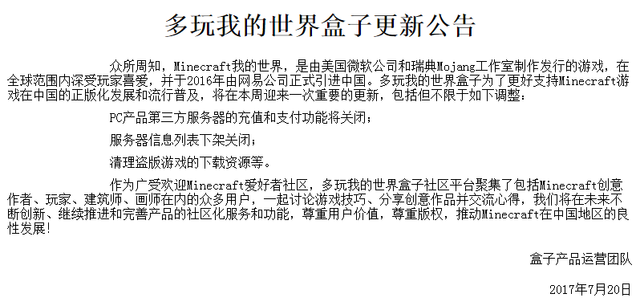 多玩我的世界盒子更新公告
众所周知，Minecraft我的世界，是由美国微软公司和瑞典Mojang工作室制作发行的游戏，在
全球范围内深受玩家喜爱，并于2016年由网易公司正式引进中国。多玩我的世界盒子为了更好支持Minecraft
游戏在中国的正版化发展和流行普及，将在本周迎来一次重要的更新，包括但不限于如下调整：
PC产品第三方服务器的充值和支付功能将关闭；
服务器信息列表下架关闭；
清理盗版游戏的下载资源等。
作为广受欢迎Minecraft爱好者社区，多玩我的世界盒子社区平台聚集了包括Minecraft创意
作者、玩家、建筑师、画师在内的众多用户，一起讨论游戏技巧、分享创意作品并交流心得，我们将在未来不
断创新、继续推进和完善产品的社区化服务和功能，尊重用户价值，尊重版权，推动Minecraft在中国地区的良
性发展！
盒子产品运营团队
2017年7月20日